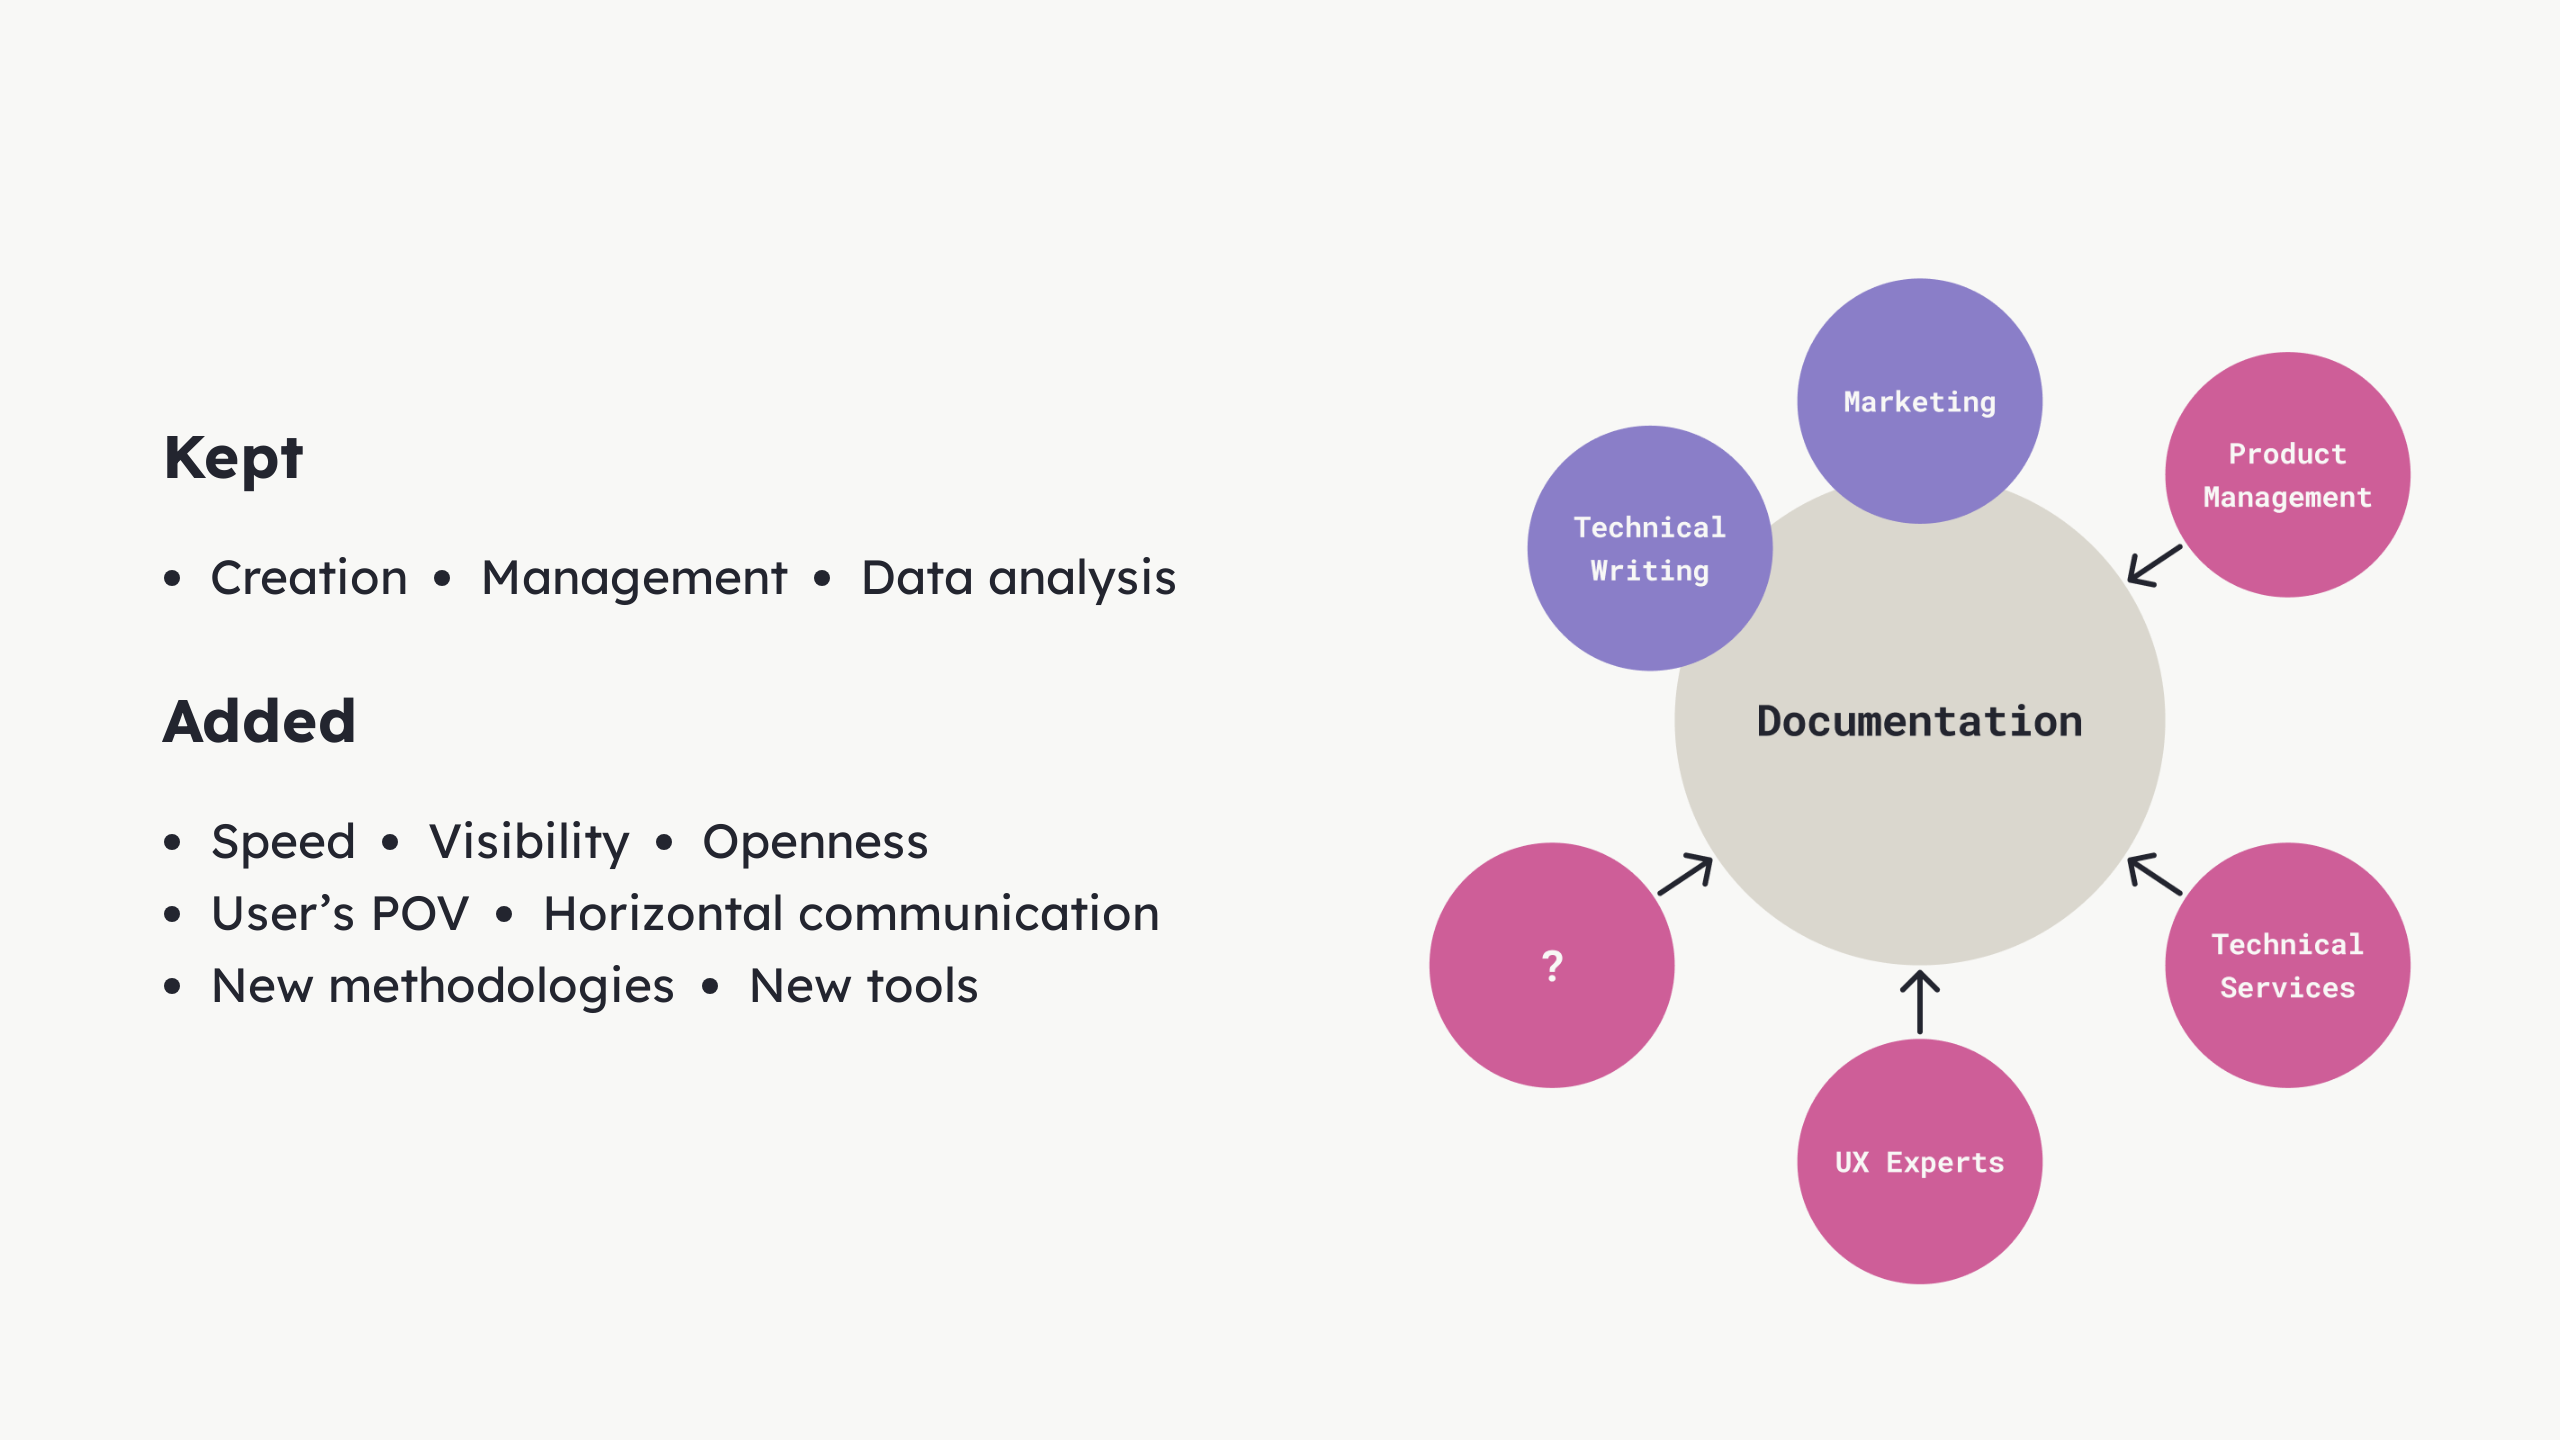 Kept
• Creation • Management • Data analysis
Added
• Speed • Visibility • Openness
• User’s POV • Horizontal communication
• New methodologies • New tools
Marketing
Product
Management
Technical
Writing
Documentation
?
Technical
Services
UX Experts